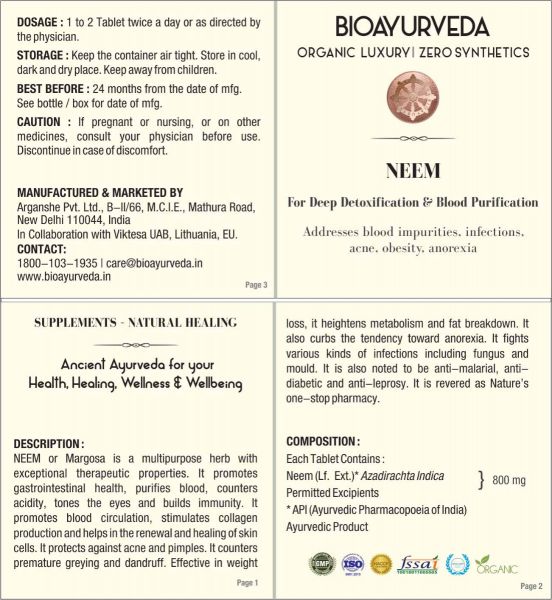 DOSAGE : 1 to 2 Tablet twice a day or as directed by
the physician.
STORAGE : Keep the container air tight. Store in cool,
dark and dry place. Keep away from children.
BEST BEFORE : 24 months from the date of mfg.
See bottle / box for date of mfg.
CAUTION : If pregnant or nursing, or on other
medicines, consult your physician before use.
Discontinue in case of discomfort.
MANUFACTURED & MARKETED BY
Arganshe Pvt. Ltd., B-II/66, M.C.I.E., Mathura Road,
New Delhi 110044, India
In Collaboration with Viktesa UAB, Lithuania, EU.
CONTACT:
1800-103-1935 | care@bioayurveda.in
www.bioayurveda.in
Page 3
BIOAYURVEDA
ORGANIC LUXURY| ZERO SYNTHETICS
NEEM
For Deep Detoxification & Blood Purification
Addresses blood impurities, infections,
acne, obesity, anorexia
SUPPLEMENTS - NATURAL HEALING
Ancient Ayurveda for your
Health, Healing, Wellness & Wellbeing
DESCRIPTION :
NEEM or Margosa is a multipurpose herb with
exceptional therapeutic properties. It promotes
gastrointestinal health, purifies blood, counters
acidity, tones the eyes and builds immunity. It
promotes blood circulation, stimulates collagen
production and helps in the renewal and healing of skin
cells. It protects against acne and pimples. It counters
premature greying and dandruff. Effective in weight
Page 1
loss, it heightens metabolism and fat breakdown. It
also curbs the tendency toward anorexia. It fights
various kinds of infections including fungus and
mould. It is also noted to be anti-malarial, anti-
diabetic and anti-leprosy. It is revered as Nature's
one-stop pharmacy.
COMPOSITION :
Each Tablet Contains :
Neem (Lf. Ext.)* Azadirachta Indica } 800 mg
Permitted Excipients
* API (Ayurvedic Pharmacopoeia of India)
Ayurvedic Product
GMP ISO HACCP fssai ORGANIC
Page 2